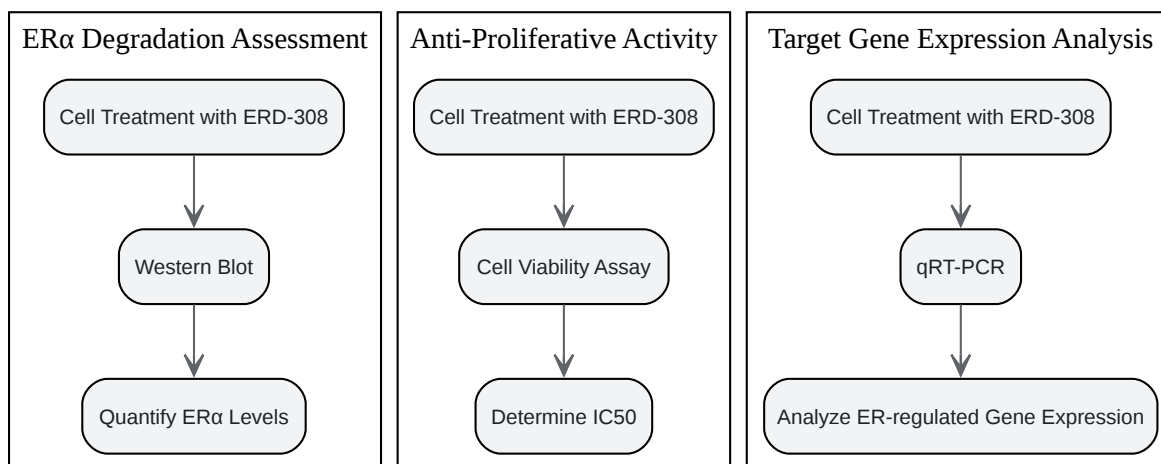 ERα Degradation Assessment
Cell Treatment with ERD-308
Western Blot
Quantify ERα Levels
Anti-Proliferative Activity
Cell Treatment with ERD-308
Cell Viability Assay
Determine IC50
Target Gene Expression Analysis
Cell Treatment with ERD-308
qRT-PCR
Analyze ER-regulated Gene Expression